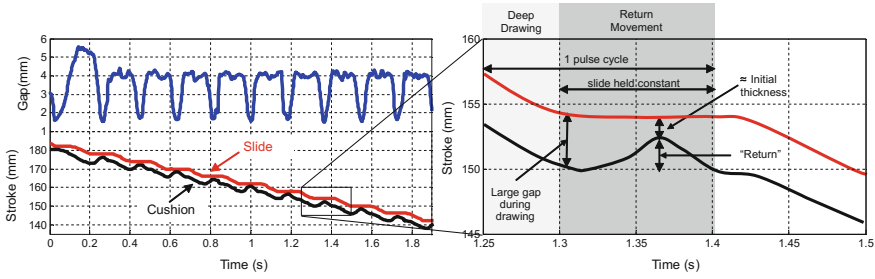 Gap(mm)
6
5
4
3
2
1
Stroke (mm)
180
170
160
150
140
Slide
Cushion
0
0.2
0.4
0.6
0.8
1.0
1.2
1.4
1.6
1.8
Time (s)
Deep
Drawing
Return
Movement
1 pulse cycle
slide held constant
≈ Initial
thickness
"Return"
Large gap
during
drawing
Stroke (mm)
160
155
150
145
1.25
1.3
1.35
1.4
1.45
1.5
Time (s)